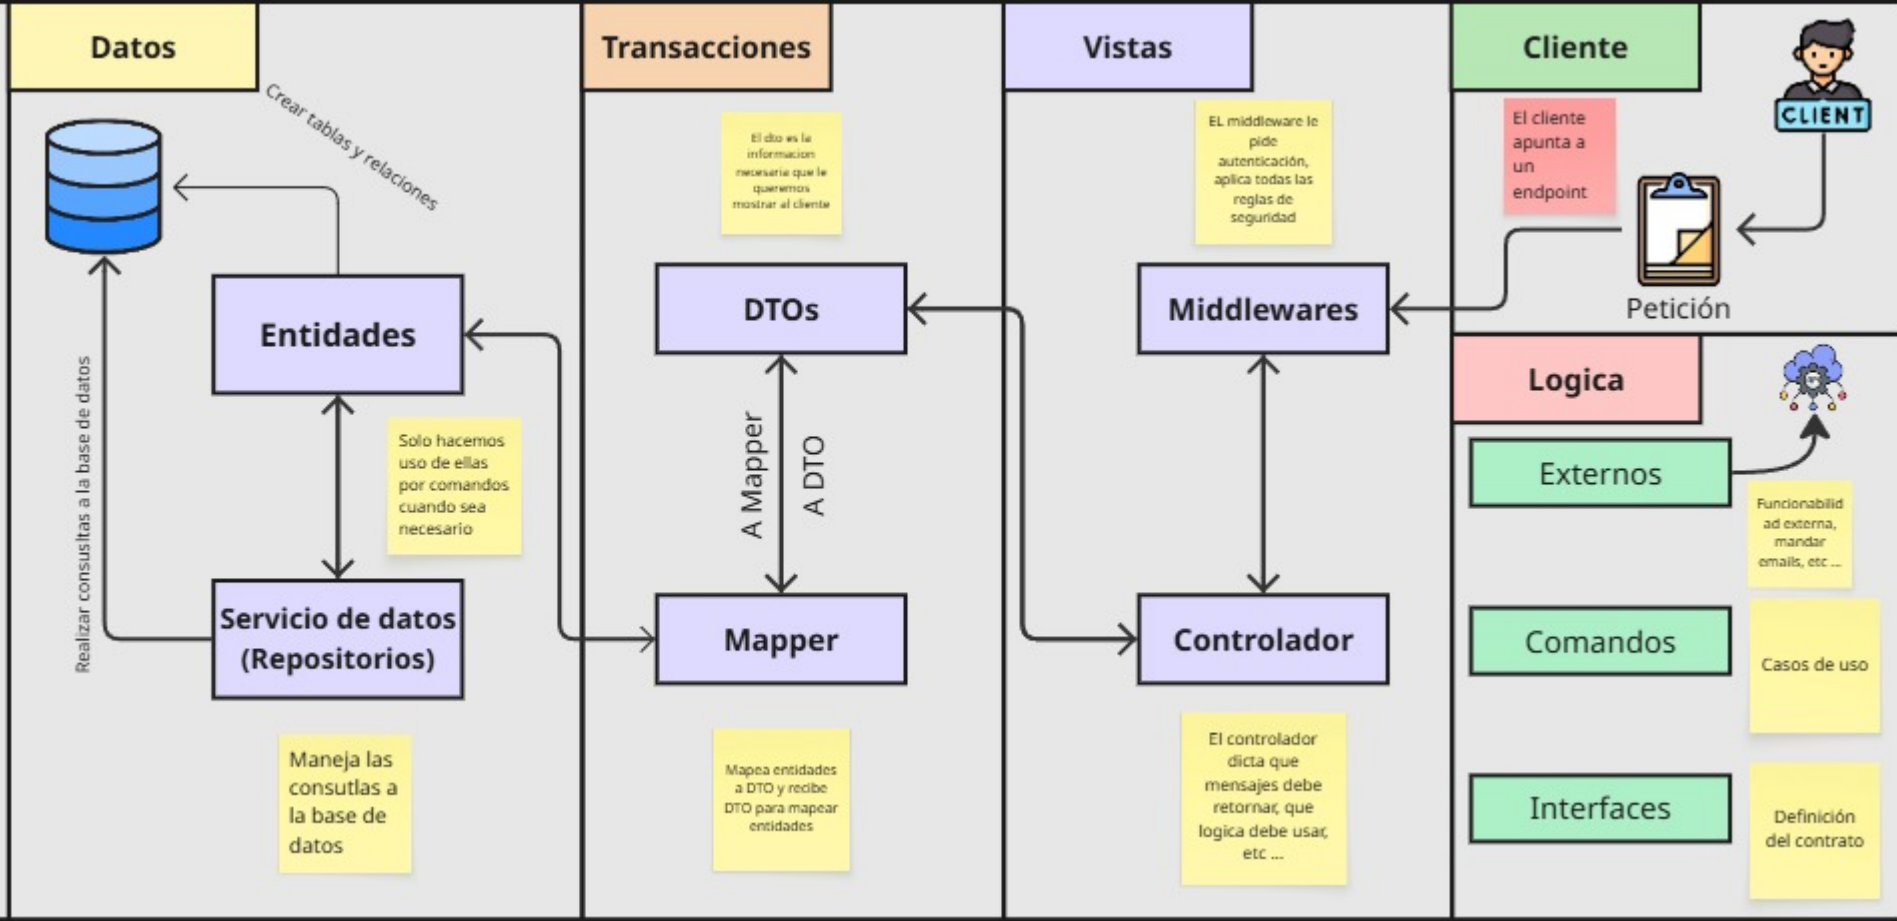 Datos
Crear tablas y relaciones
Entidades
Realizar consusltas a la base de datos
Solo hacemos
uso de ellas
por comandos
cuando sea
necesario
Servicio de datos
(Repositorios)
Maneja las
consutlas a
la base de
datos
Transacciones
El dto es la
informacion
necesaria que le
queremos
mostrar al cliente
DTOs
A Mapper
A DTO
Mapper
Mapea entidades
a DTO y recibe
DTO para mapear
entidades
Vistas
EL middleware le
pide
autenticación,
aplica todas las
reglas de
seguridad
Middlewares
Controlador
El controlador
dicta que
mensajes debe
retornar, que
logica debe usar,
etc ...
Cliente
CLIENT
El cliente
apunta a
un
endpoint
Petición
Logica
Externos
Funcionabilid
ad externa,
mandar
emails, etc ...
Comandos
Casos de uso
Interfaces
Definición
del contrato